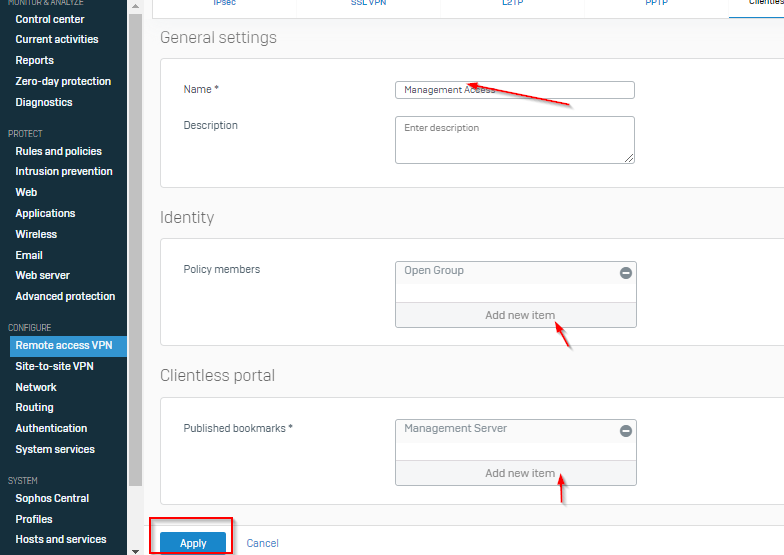 MONITOR & ANALYZE
Control center
Current activities
Reports
Zero-day protection
Diagnostics
PROTECT
Rules and policies
Intrusion prevention
Web
Applications
Wireless
Email
Web server
Advanced protection
CONFIGURE
Remote access VPN
Site-to-site VPN
Network
Routing
Authentication
System services
SYSTEM
Sophos Central
Profiles
Hosts and services
IPsec SSL VPN L2TP PPTP Clientles
General settings
Name * Management Access
Description Enter description
Identity
Policy members Open Group
Add new item
Clientless portal
Published bookmarks * Management Server
Add new item
Apply Cancel